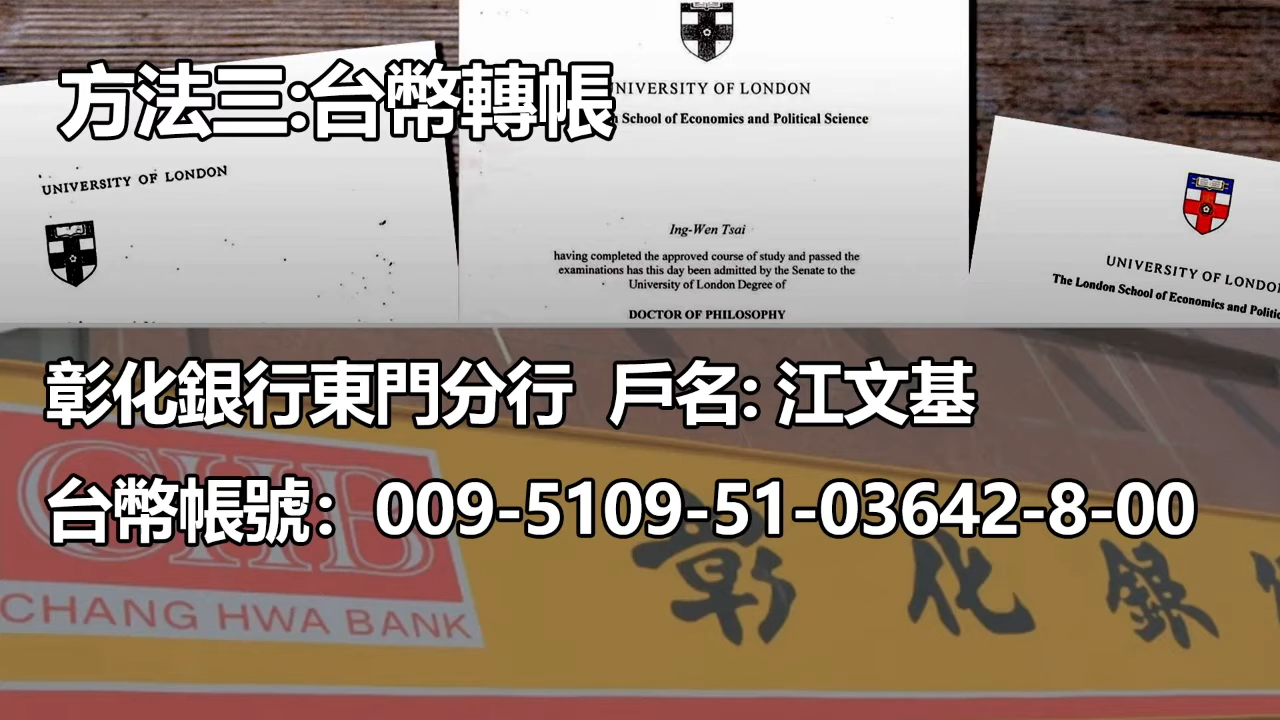 方法三:台幣轉帳
UNIVERSITY OF LONDON
UNIVERSITY OF LONDON
School of Economics and Political Science
Ing-Wen Tsai
having completed the approved course of study and passed the
examinations has this day been admitted by the Senate to the
University of London Degree of
DOCTOR OF PHILOSOPHY
UNIVERSITY OF LONDON
The London School of Economics and Politic
彰化銀行東門分行 戶名: 江文基
台幣帳號：009-5109-51-03642-8-00
CHB
CHANG HWA BANK
彰化銀